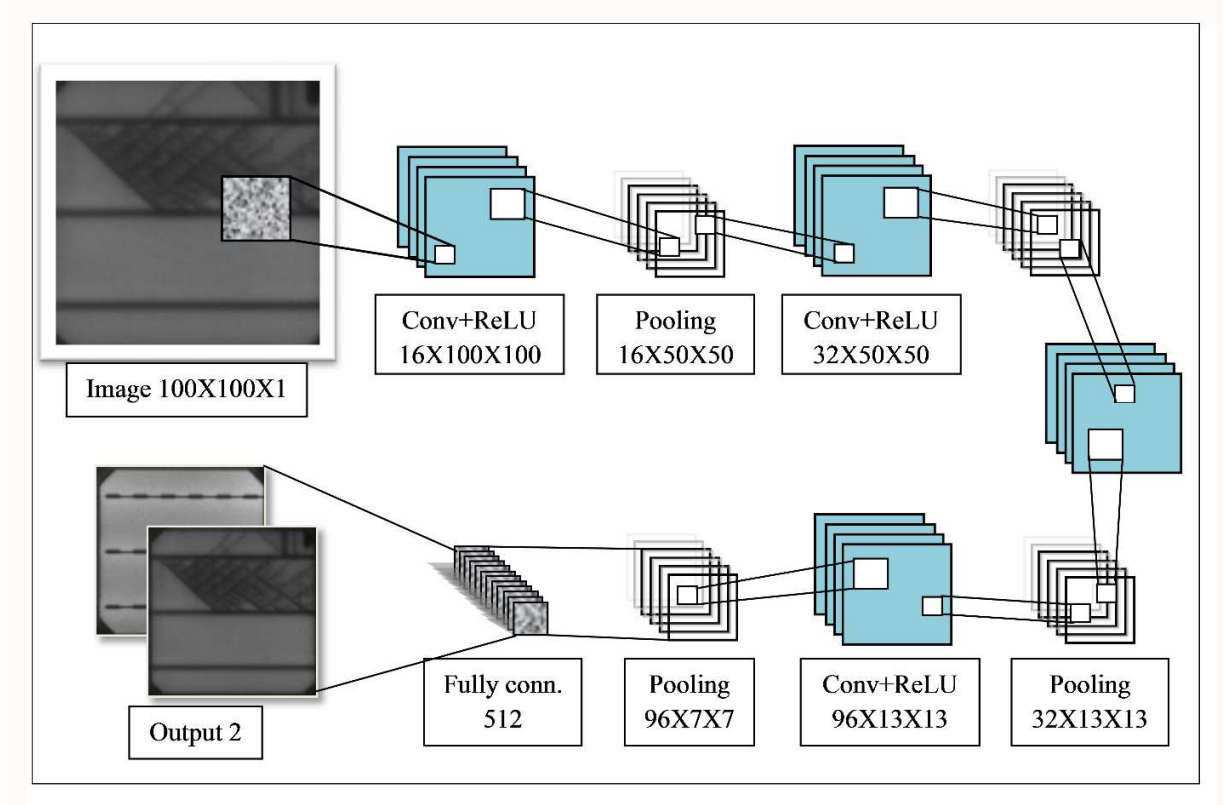 Conv+ReLU
16X100X100
Pooling
16X50X50
Conv+ReLU
32X50X50
Image 100X100X1
Fully conn.
512
Pooling
96X7X7
Conv+ReLU
96X13X13
Pooling
32X13X13
Output 2